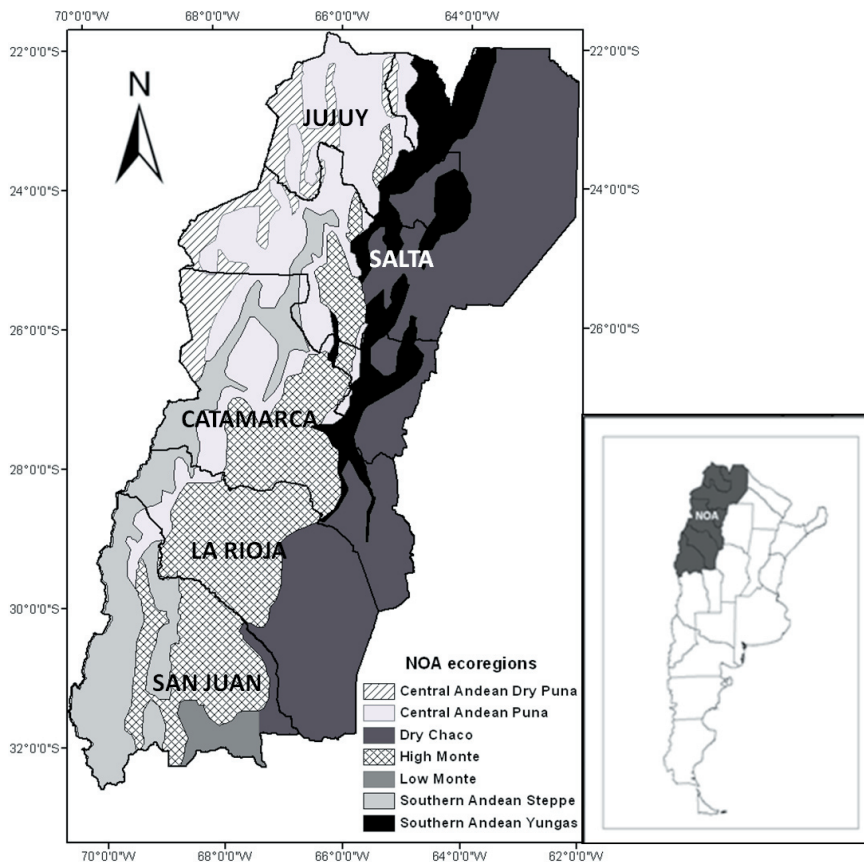 70°0'0"W 68°0'0"W 66°0'0"W 64°0'0"W
22°0'0"S 22°0'0"S
N
JUJUY
24°0'0"S 24°0'0"S
SALTA
26°0'0"S 26°0'0"S
CATAMARCA
28°0'0"S
NOA
LA RIOJA
30°0'0"S
NOA ecoregions
SAN JUAN
Central Andean Dry Puna
Central Andean Puna
Dry Chaco
32°0'0"S
High Monte
Low Monte
Southern Andean Steppe
Southern Andean Yungas
70°0'0"W 68°0'0"W 66°0'0"W 64°0'0"W 62°0'0"W